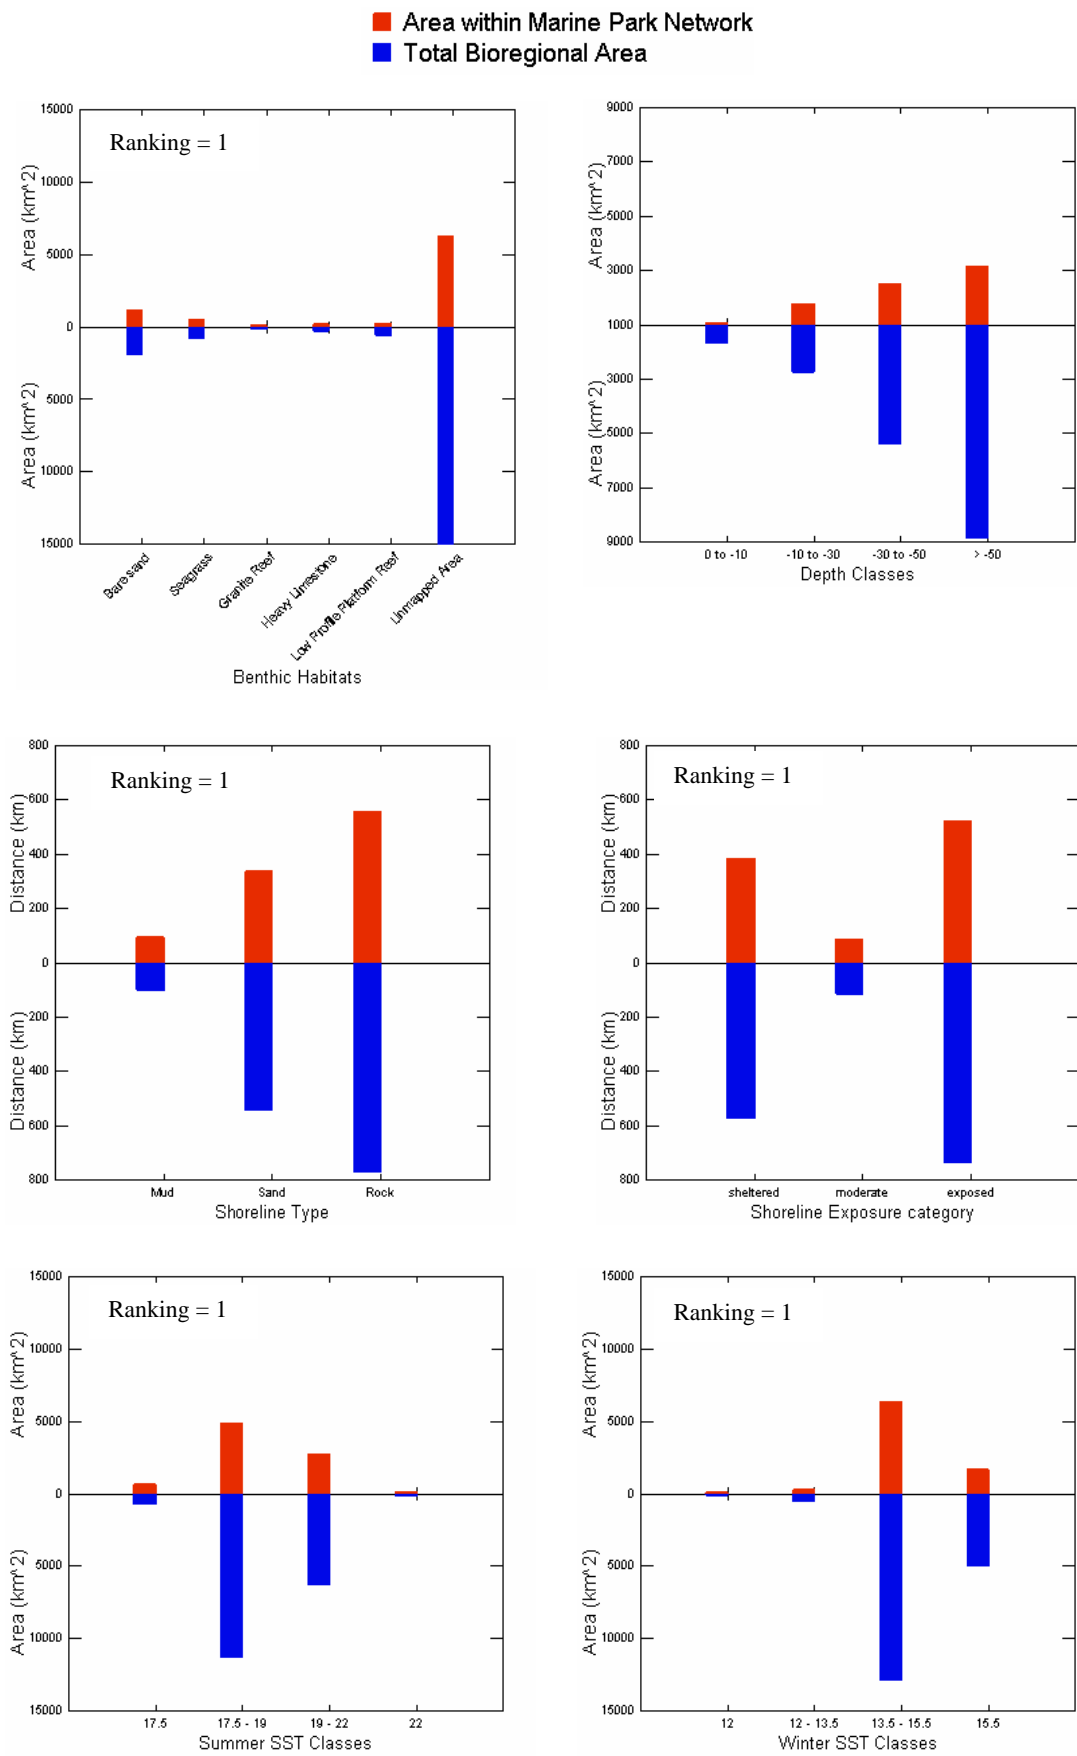 Area within Marine Park Network
Total Bioregional Area
15000
Ranking = 1
10000
5000
0
5000
10000
15000
Area (km^2)
Area (km^2)
Baresand
Seagrass
Granite Reef
Heavy Limestone
Low Profile Platform Reef
Unmapped Area
Benthic Habitats
9000
7000
5000
3000
1000
3000
5000
7000
9000
Area (km^2)
Area (km^2)
0 to -10 -10 to -30 -30 to -50 > -50
Depth Classes
800
Ranking = 1
600
400
200
0
200
400
600
800
Distance (km)
Distance (km)
Mud Sand Rock
Shoreline Type
800
Ranking = 1
600
400
200
0
200
400
600
800
Distance (km)
Distance (km)
sheltered moderate exposed
Shoreline Exposure category
15000
Ranking = 1
10000
5000
0
5000
10000
15000
Area (km^2)
Area (km^2)
17.5 17.5 - 19 19 - 22 22
Summer SST Classes
15000
Ranking = 1
10000
5000
0
5000
10000
15000
Area (km^2)
Area (km^2)
12 12 - 13.5 13.5 - 15.5 15.5
Winter SST Classes